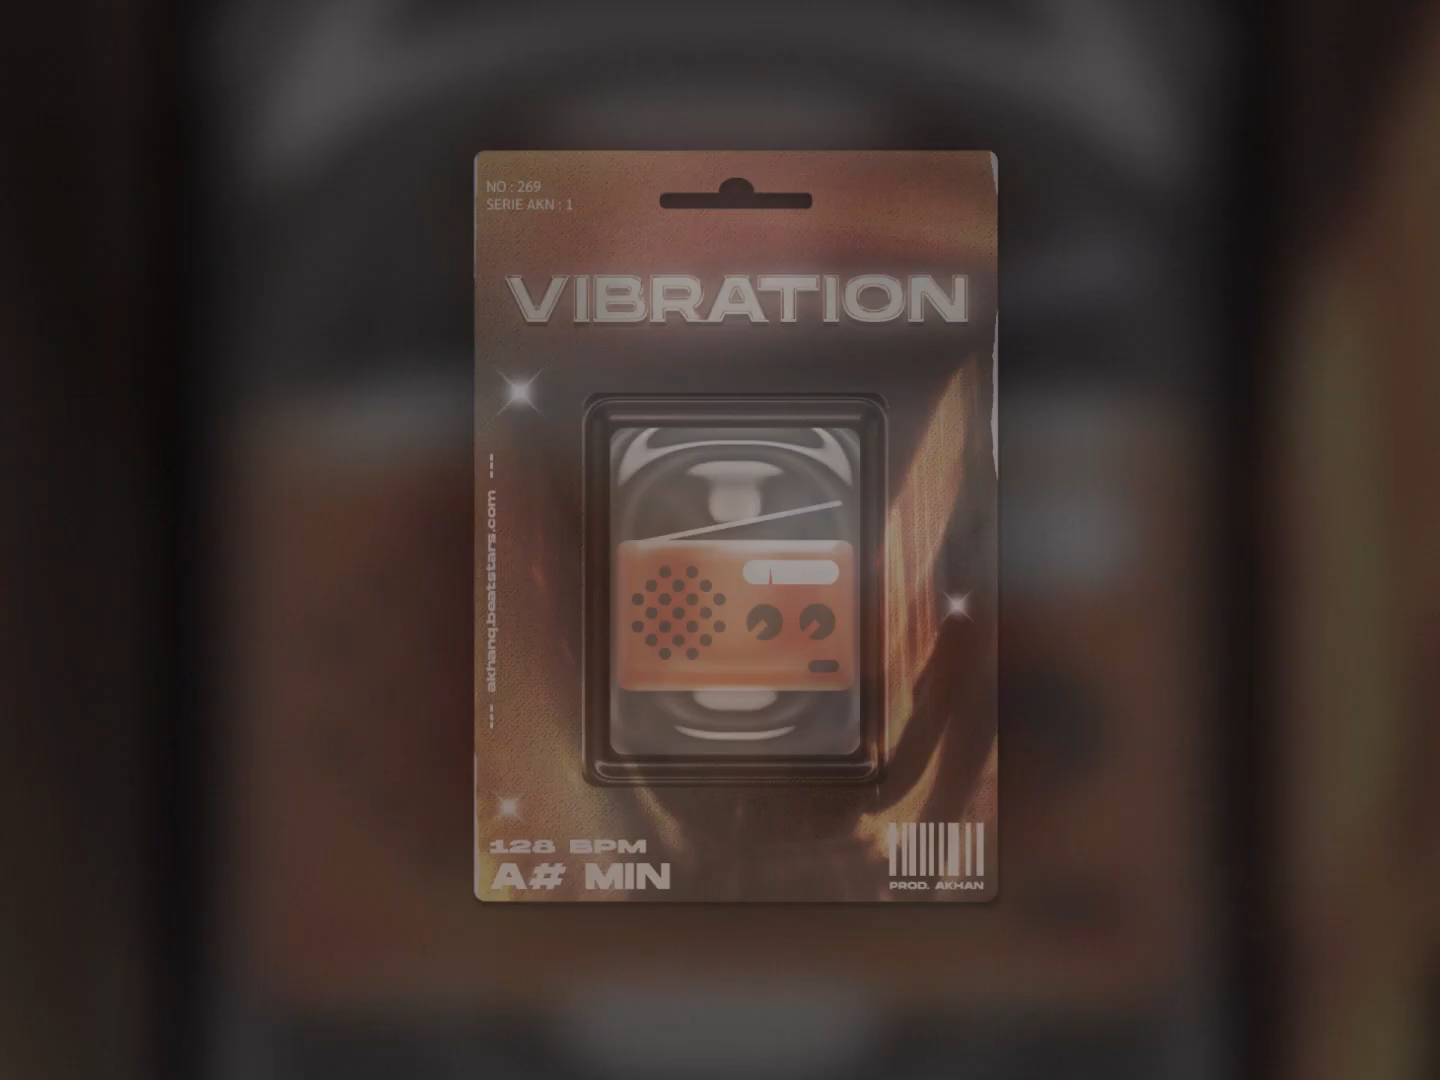 NO : 269
SERIE AKN : 1
VIBRATION
--- akhanq.beatstars.com ---
128 BPM
A# MIN
PROD. AKHAN